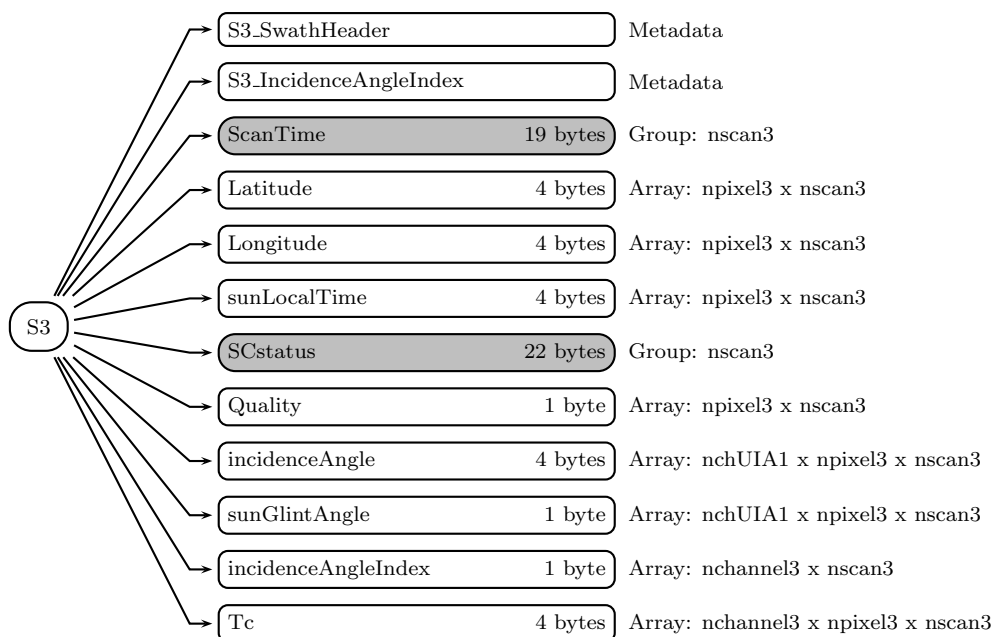 S3_SwathHeader Metadata
S3_IncidenceAngleIndex Metadata
ScanTime 19 bytes Group: nscan3
Latitude 4 bytes Array: npixel3 x nscan3
Longitude 4 bytes Array: npixel3 x nscan3
sunLocalTime 4 bytes Array: npixel3 x nscan3
S3
SCstatus 22 bytes Group: nscan3
Quality 1 byte Array: npixel3 x nscan3
incidenceAngle 4 bytes Array: nchUIA1 x npixel3 x nscan3
sunGlintAngle 1 byte Array: nchUIA1 x npixel3 x nscan3
incidenceAngleIndex 1 byte Array: nchannel3 x nscan3
Tc 4 bytes Array: nchannel3 x npixel3 x nscan3